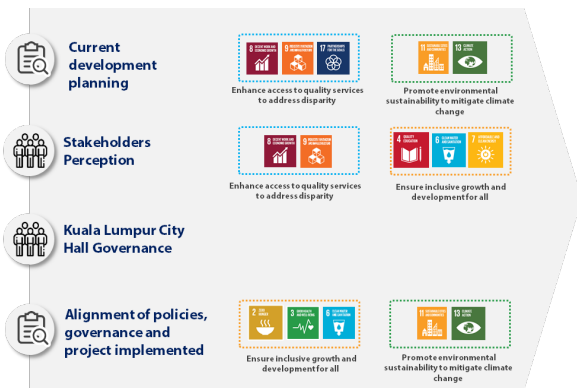 Current
development
planning
8 DECENT WORK AND
ECONOMIC GROWTH
9 INDUSTRY, INNOVATION
AND INFRASTRUCTURE
17 PARTNERSHIPS
FOR THE GOALS
Enhance access to quality services
to address disparity
11 SUSTAINABLE CITIES
AND COMMUNITIES
13 CLIMATE
ACTION
Promote environmental
sustainability to mitigate climate
change
Stakeholders
Perception
8 DECENT WORK AND
ECONOMIC GROWTH
9 INDUSTRY, INNOVATION
AND INFRASTRUCTURE
Enhance access to quality services
to address disparity
4 QUALITY
EDUCATION
6 CLEAN WATER
AND SANITATION
7 AFFORDABLE AND
CLEAN ENERGY
Ensure inclusive growth and
development for all
Kuala Lumpur City
Hall Governance
Alignment of policies,
governance and
project implemented
2 ZERO
HUNGER
3 GOOD HEALTH
AND WELL-BEING
6 CLEAN WATER
AND SANITATION
Ensure inclusive growth and
development for all
11 SUSTAINABLE CITIES
AND COMMUNITIES
13 CLIMATE
ACTION
Promote environmental
sustainability to mitigate climate
change